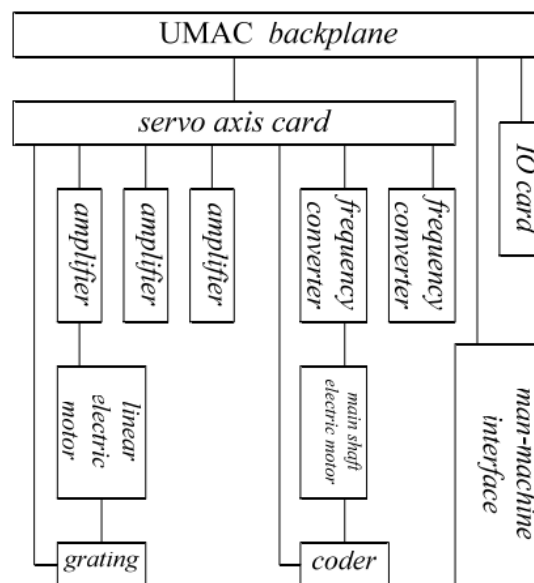 UMAC backplane
servo axis card
IO card
amplifier
amplifier
amplifier
frequency
converter
frequency
converter
linear
electric
motor
main shaft
electric motor
man-machine
interface
grating
coder